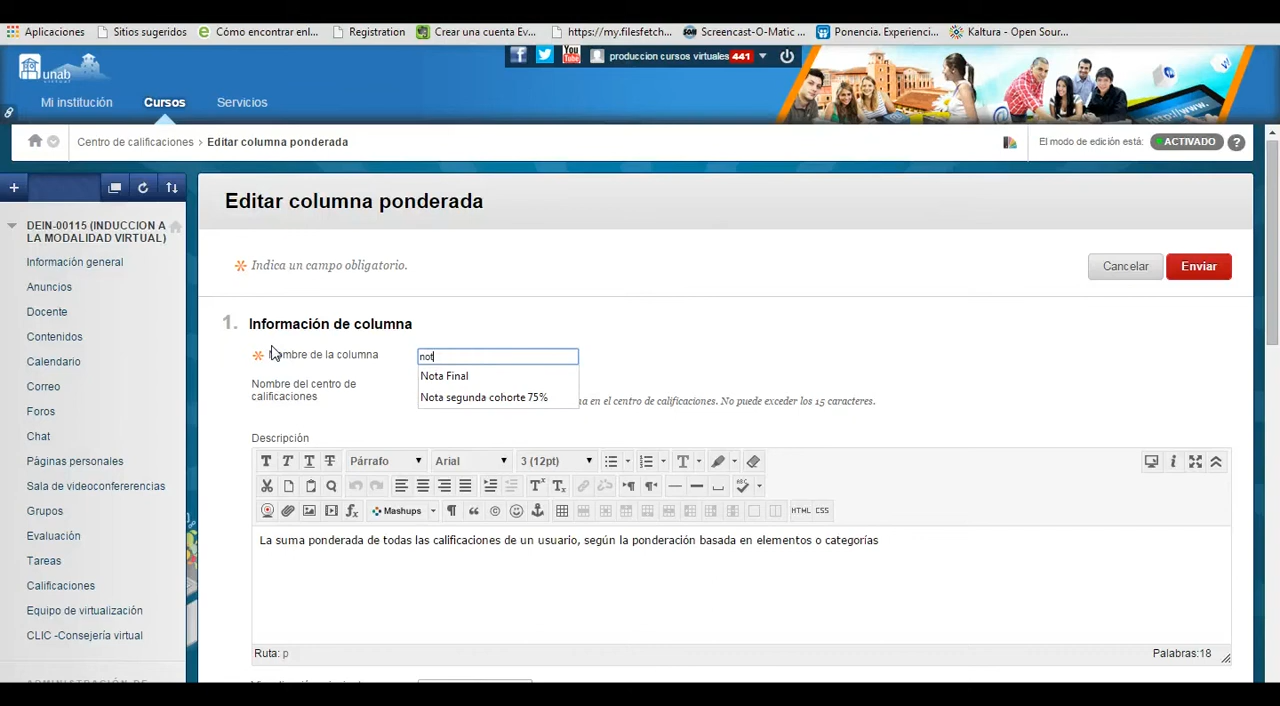 Aplicaciones Sitios sugeridos Cómo encontrar enl... Registration Crear una cuenta Ev... https://my.filesfetch... Screencast-O-Matic ... Ponencia. Experienci... Kaltura - Open Sour...
unab
virtual
f You Tube produccion cursos virtuales 441
Mi institución Cursos Servicios
Centro de calificaciones > Editar columna ponderada
El modo de edición está: ACTIVADO ?
Editar columna ponderada
DEIN-00115 (INDUCCION A
LA MODALIDAD VIRTUAL)
Información general
Anuncios
Docente
Contenidos
Calendario
Correo
Foros
Chat
Pàginas personales
Sala de videoconferencias
Grupos
Evaluación
Tareas
Calificaciones
Equipo de virtualización
CLIC -Consejería virtual
Indica un campo obligatorio.
Cancelar Enviar
1. Información de columna
Nombre de la columna not
Nota Final
Nota segunda cohorte 75%
Nombre del centro de
calificaciones
en el centro de calificaciones. No puede exceder los 15 caracteres.
Descripción
T T T T Párrafo Arial 3 (12pt)
Mashups HTML CSS
La suma ponderada de todas las calificaciones de un usuario, según la ponderación basada en elementos o categorías
Ruta: p Palabras:18